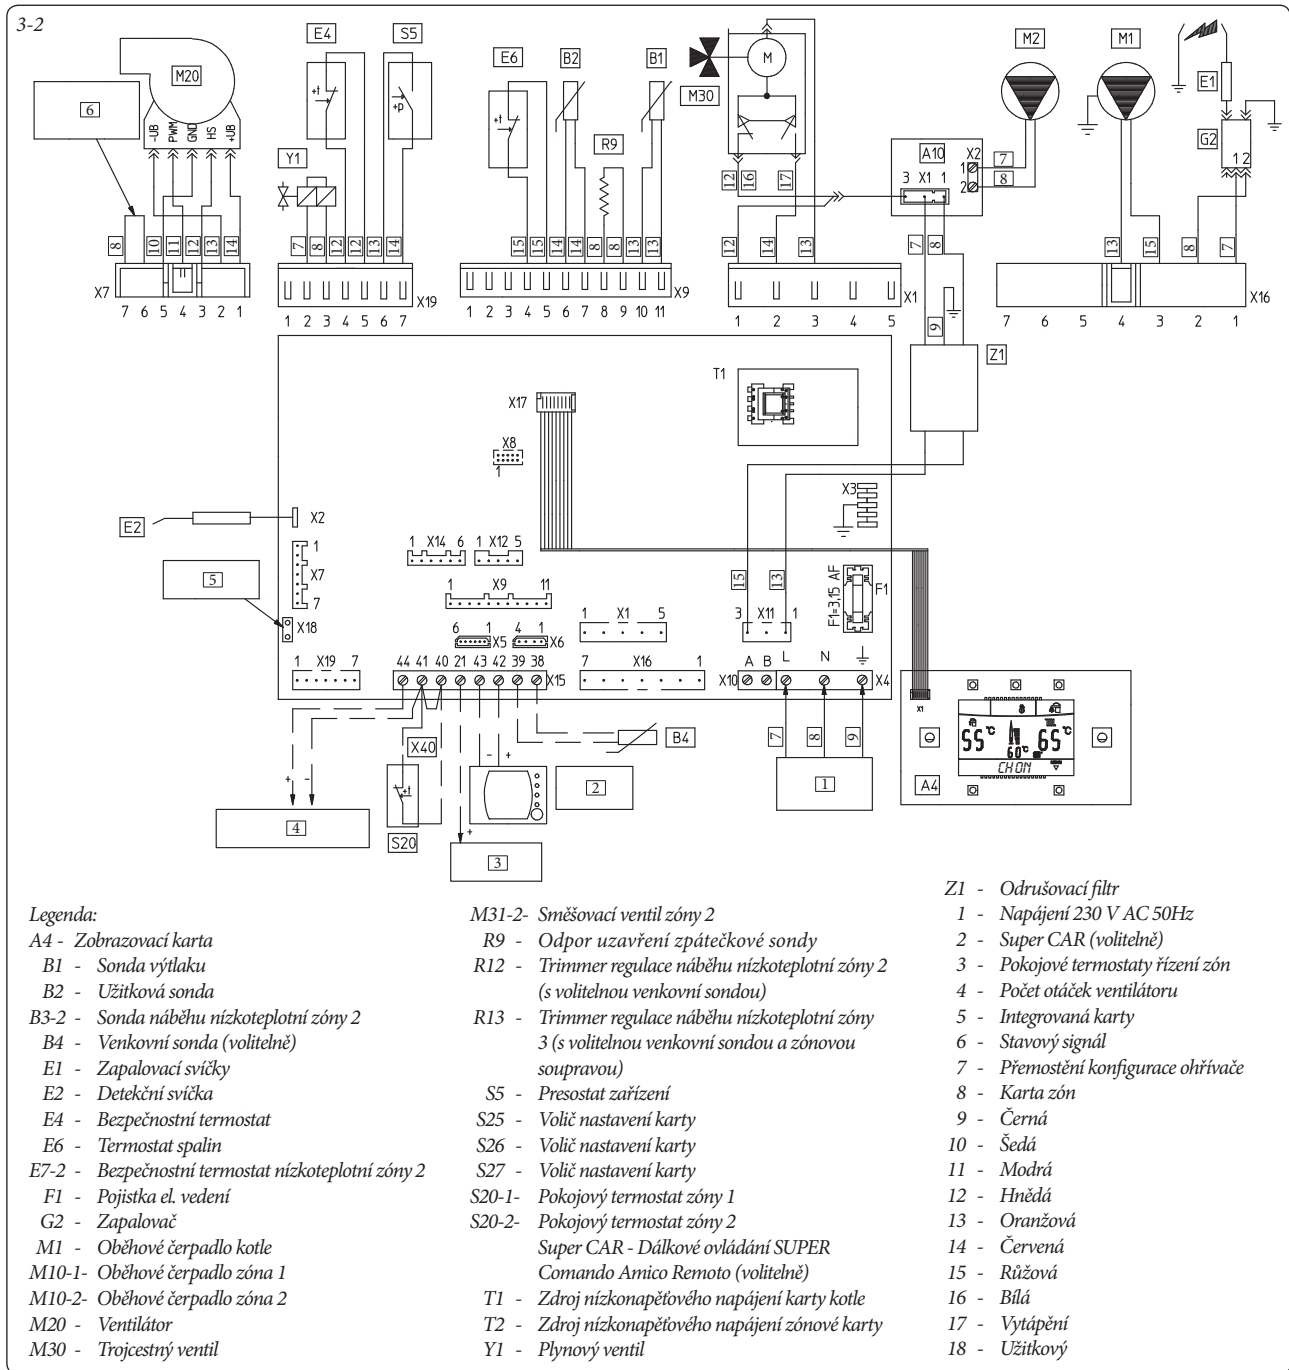 3-2
E4
S5
E6
B2
B1
M
M30
M2
M1
E1
M20
6
-UB
PWM
GND
HS
+UB
+t
+p
+t
R9
Y1
12
16
17
A10
X2
3 X1 1
1
2
7
8
G2
1 2
8
10
11
12
13
14
7
8
12
12
13
14
15
15
14
14
8
8
13
13
12
14
13
7
8
13
15
8
7
X7
7 6 5 4 3 2 1
X19
1 2 3 4 5 6 7
X9
1 2 3 4 5 6 7 8 9 10 11
X1
1 2 3 4 5
X16
7 6 5 4 3 2 1
9
Z1
T1
X17
X8
1
X3
E2
X2
1 X14 6
1 X12 5
1
X7
7
5
1 X9 11
15
13
F1=3,15 AF
F1
X18
6 1
X5
4 1
X6
1 X1 5
3 X11 1
1 X19 7
44 41 40 21 43 42 39 38
X15
7 X16 1
A B L N
X10
X4
X1
8
55 °C
60 °C
65 °C
CH ON
A4
X40
B4
+ -
- +
+t
7
8
9
4
S20
2
1
+
3
Legenda:
A4 - Zobrazovací karta
B1 - Sonda výtlaku
B2 - Užitková sonda
B3-2 - Sonda náběhu nízkoteplotní zóny 2
B4 - Venkovní sonda (volitelně)
E1 - Zapalovací svíčky
E2 - Detekční svíčka
E4 - Bezpečnostní termostat
E6 - Termostat spalin
E7-2 - Bezpečnostní termostat nízkoteplotní zóny 2
F1 - Pojistka el. vedení
G2 - Zapalovač
M1 - Oběhové čerpadlo kotle
M10-1- Oběhové čerpadlo zóna 1
M10-2- Oběhové čerpadlo zóna 2
M20 - Ventilátor
M30 - Trojcestný ventil
M31-2- Směšovací ventil zóny 2
R9 - Odpor uzavření zpátečkové sondy
R12 - Trimmer regulace náběhu nízkoteplotní zóny 2
(s volitelnou venkovní sondou)
R13 - Trimmer regulace náběhu nízkoteplotní zóny
3 (s volitelnou venkovní sondou a zónovou
soupravou)
S5 - Presostat zařízení
S25 - Volič nastavení karty
S26 - Volič nastavení karty
S27 - Volič nastavení karty
S20-1- Pokojový termostat zóny 1
S20-2- Pokojový termostat zóny 2
Super CAR - Dálkové ovládání SUPER
Comando Amico Remoto (volitelně)
T1 - Zdroj nízkonapěťového napájení karty kotle
T2 - Zdroj nízkonapěťového napájení zónové karty
Y1 - Plynový ventil
Z1 - Odrušovací filtr
1 - Napájení 230 V AC 50Hz
2 - Super CAR (volitelně)
3 - Pokojové termostaty řízení zón
4 - Počet otáček ventilátoru
5 - Integrovaná karty
6 - Stavový signál
7 - Přemostění konfigurace ohřívače
8 - Karta zón
9 - Černá
10 - Šedá
11 - Modrá
12 - Hnědá
13 - Oranžová
14 - Červená
15 - Růžová
16 - Bílá
17 - Vytápění
18 - Užitkový